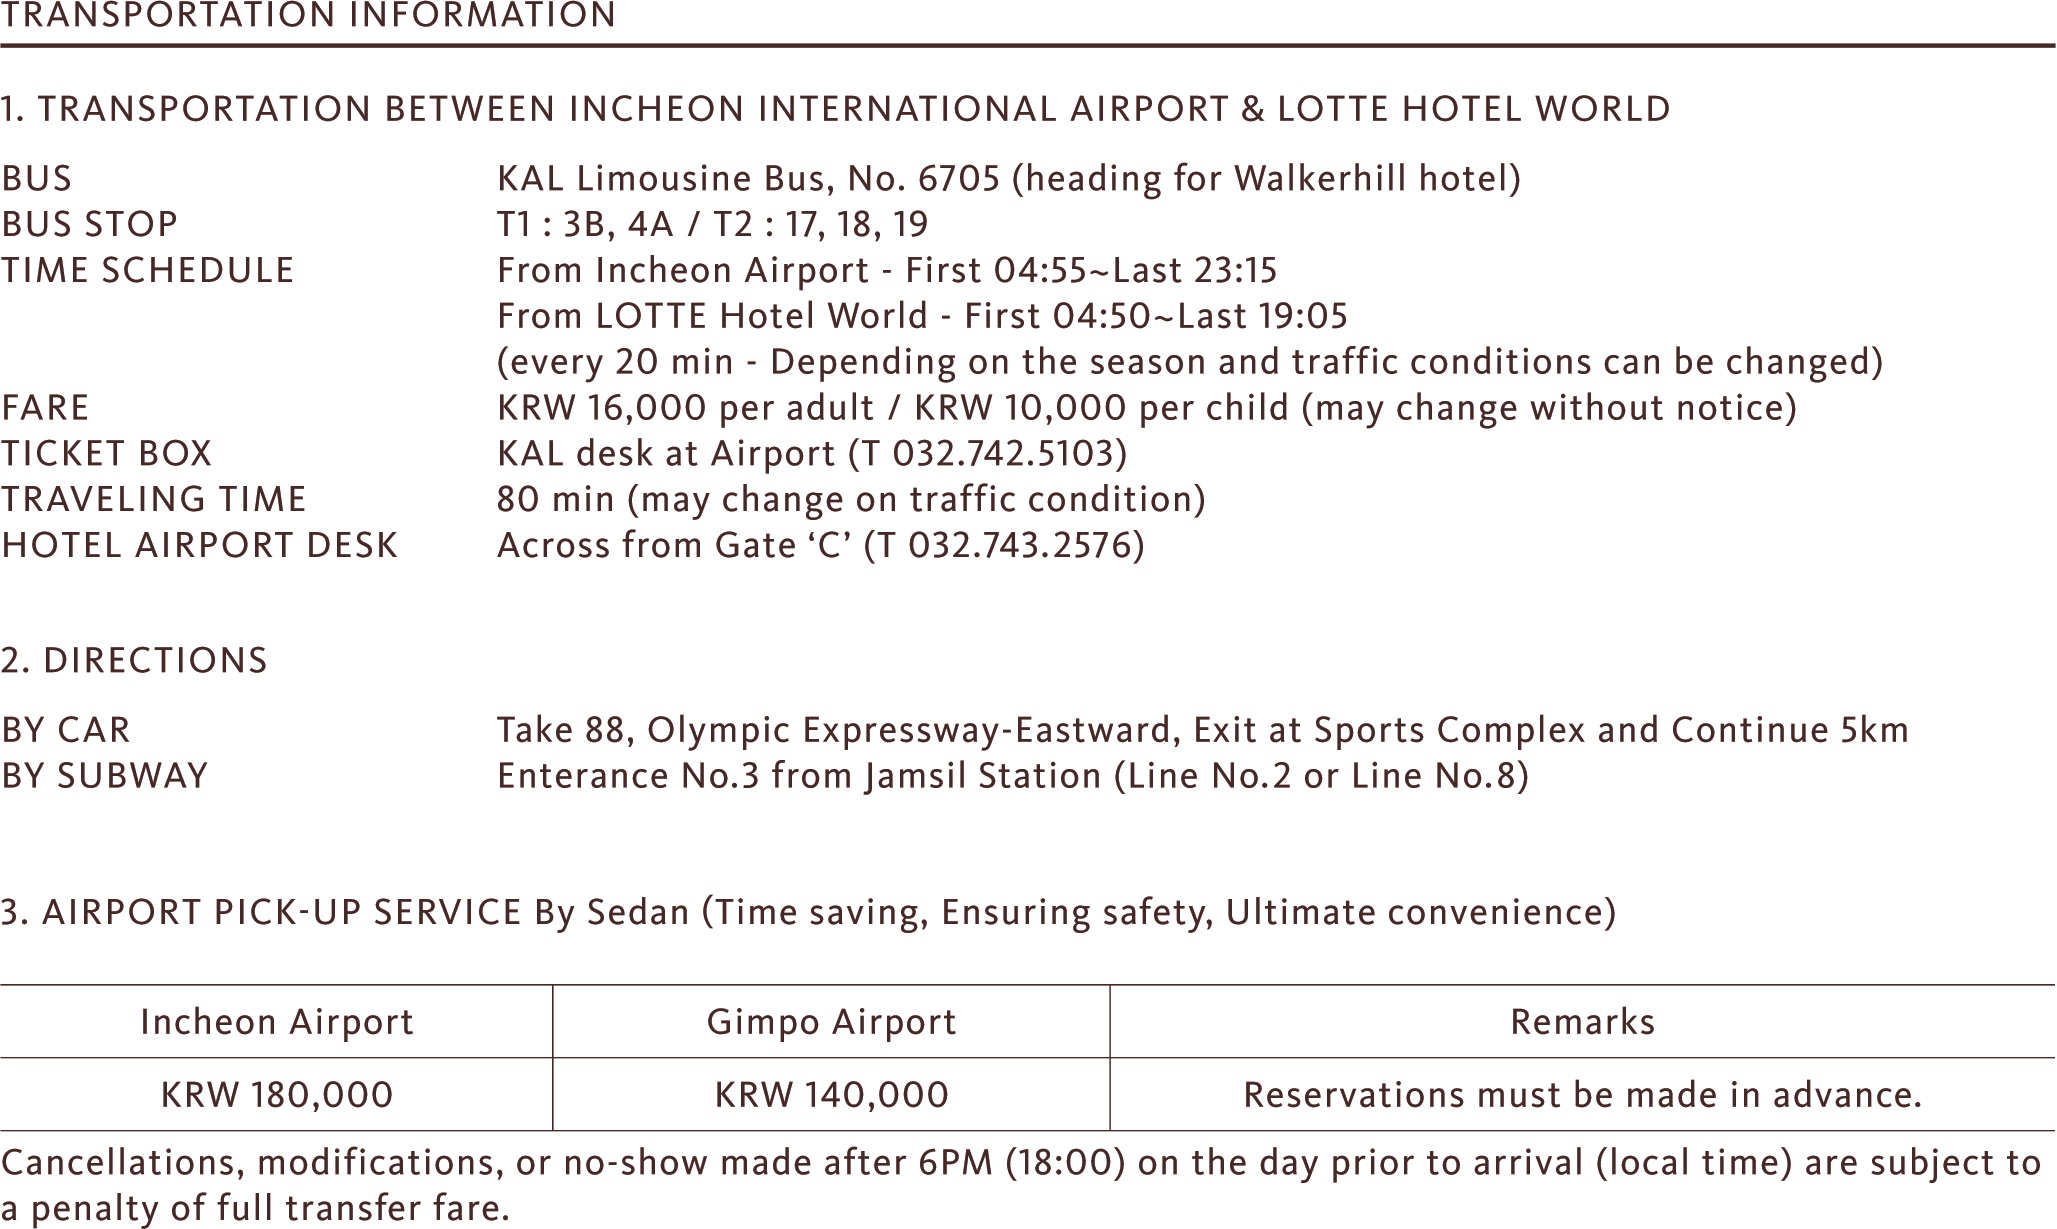 TRANSPORTATION INFORMATION
1. TRANSPORTATION BETWEEN INCHEON INTERNATIONAL AIRPORT & LOTTE HOTEL WORLD
BUS KAL Limousine Bus, No. 6705 (heading for Walkerhill hotel)
BUS STOP T1 : 3B, 4A / T2 : 17, 18, 19
TIME SCHEDULE From Incheon Airport - First 04:55~Last 23:15
From LOTTE Hotel World - First 04:50~Last 19:05
(every 20 min - Depending on the season and traffic conditions can be changed)
FARE KRW 16,000 per adult / KRW 10,000 per child (may change without notice)
TICKET BOX KAL desk at Airport (T 032.742.5103)
TRAVELING TIME 80 min (may change on traffic condition)
HOTEL AIRPORT DESK Across from Gate ‘C’ (T 032.743.2576)
2. DIRECTIONS
BY CAR Take 88, Olympic Expressway-Eastward, Exit at Sports Complex and Continue 5km
BY SUBWAY Enterance No.3 from Jamsil Station (Line No.2 or Line No.8)
3. AIRPORT PICK-UP SERVICE By Sedan (Time saving, Ensuring safety, Ultimate convenience)
Incheon Airport Gimpo Airport Remarks
KRW 180,000 KRW 140,000 Reservations must be made in advance.
Cancellations, modifications, or no-show made after 6PM (18:00) on the day prior to arrival (local time) are subject to
a penalty of full transfer fare.